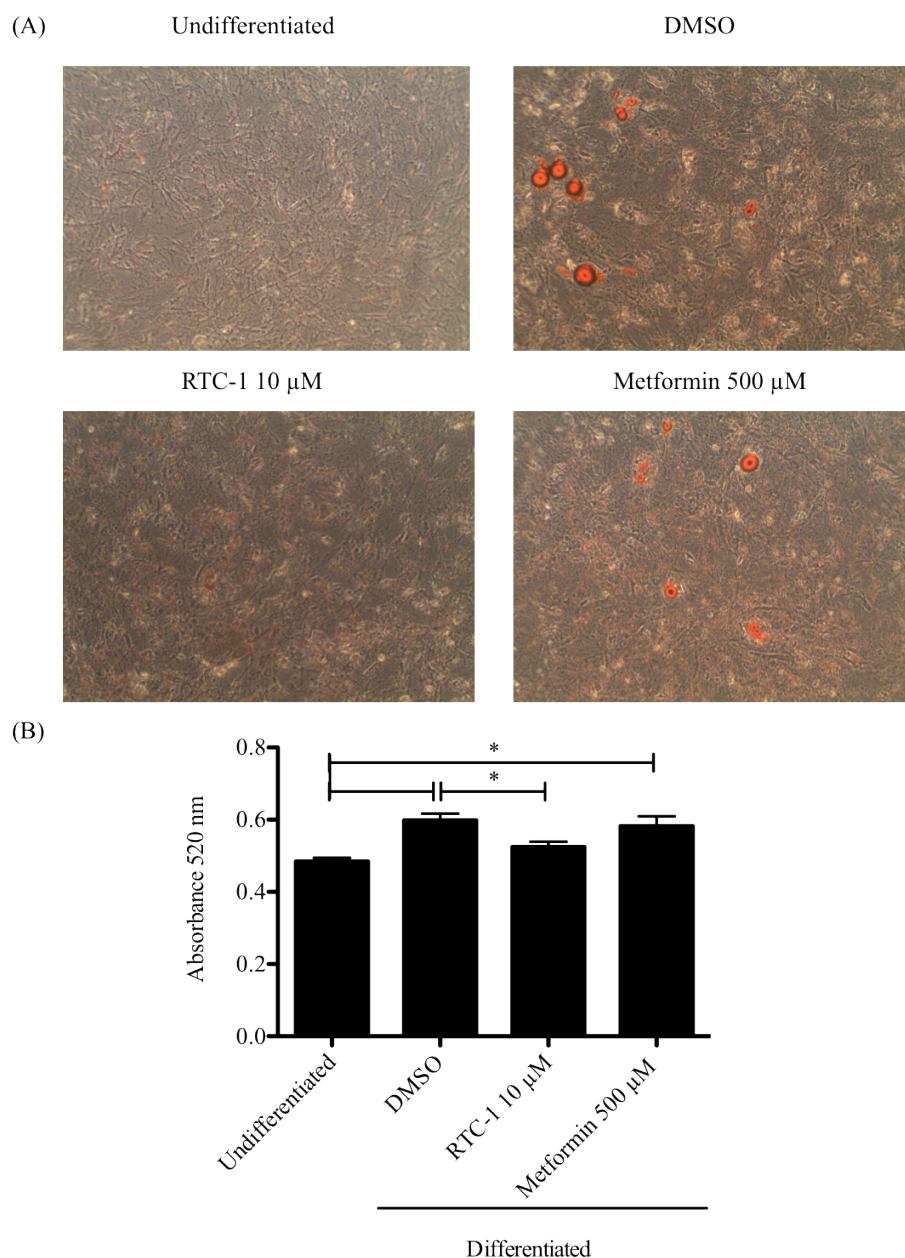 (A)
Undifferentiated
DMSO
RTC-1 10 µM
Metformin 500 µM
(B)
*
*
0.8
0.6
0.4
0.2
0.0
Absorbance 520 nm
Undifferentiated
DMSO
RTC-1 10 µM
Metformin 500 µM
Differentiated